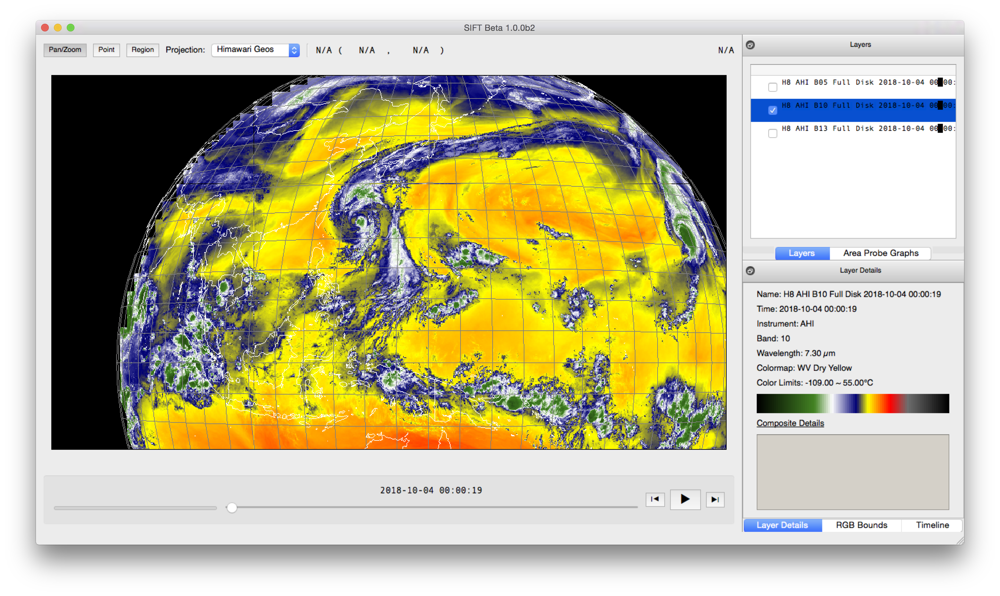 SIFT Beta 1.0.0b2
Pan/Zoom Point Region Projection: Himawari Geos N/A ( N/A , N/A ) N/A
Layers
H8 AHI B05 Full Disk 2018-10-04 00 00:
H8 AHI B10 Full Disk 2018-10-04 00 00:
H8 AHI B13 Full Disk 2018-10-04 00 00:
Layers Area Probe Graphs
Layer Details
Name: H8 AHI B10 Full Disk 2018-10-04 00:00:19
Time: 2018-10-04 00:00:19
Instrument: AHI
Band: 10
Wavelength: 7.30 µm
Colormap: WV Dry Yellow
Color Limits: -109.00 ~ 55.00°C
Composite Details
Layer Details RGB Bounds Timeline
2018-10-04 00:00:19